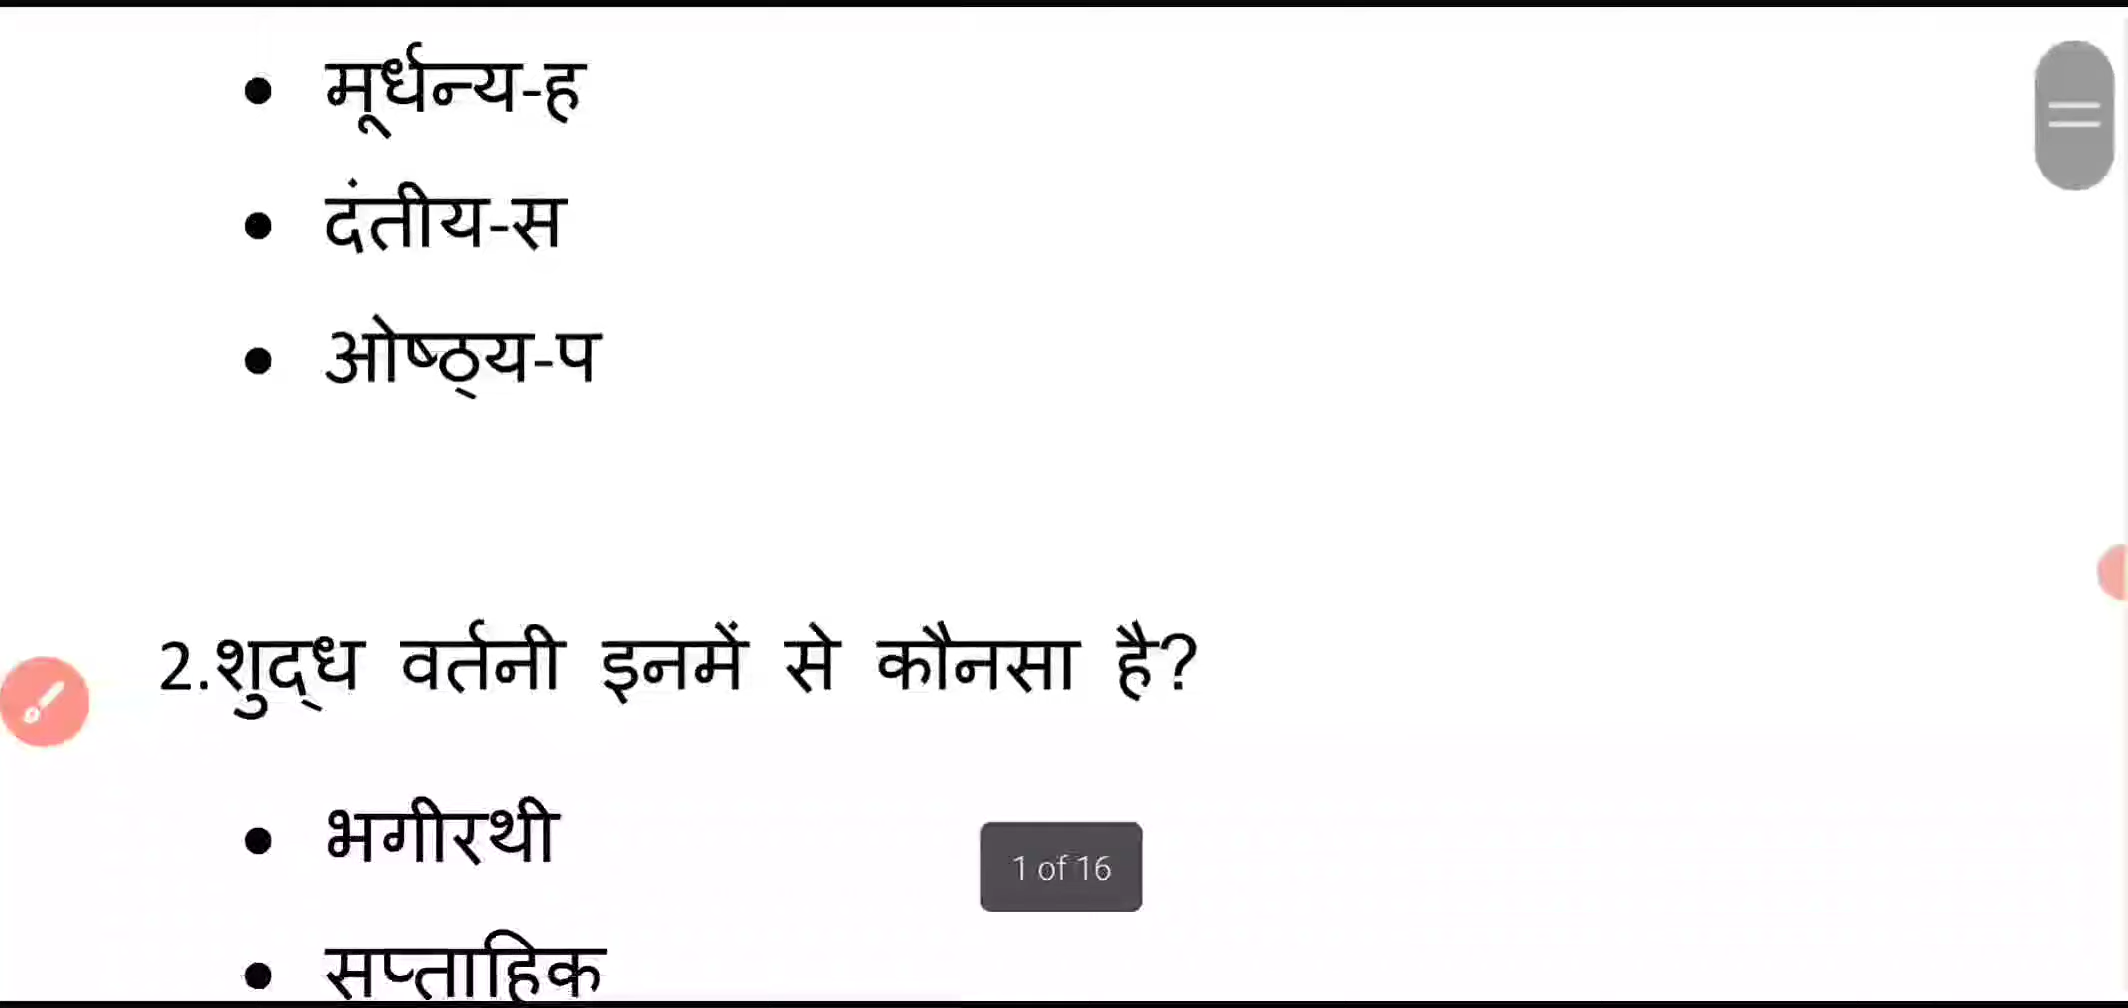 • मूर्धन्य-ह
• दंतीय-स
• ओष्ठ्य-प
2.शुद्ध वर्तनी इनमें से कौनसा है?
• भगीरथी
1 of 16
• सप्ताहिक